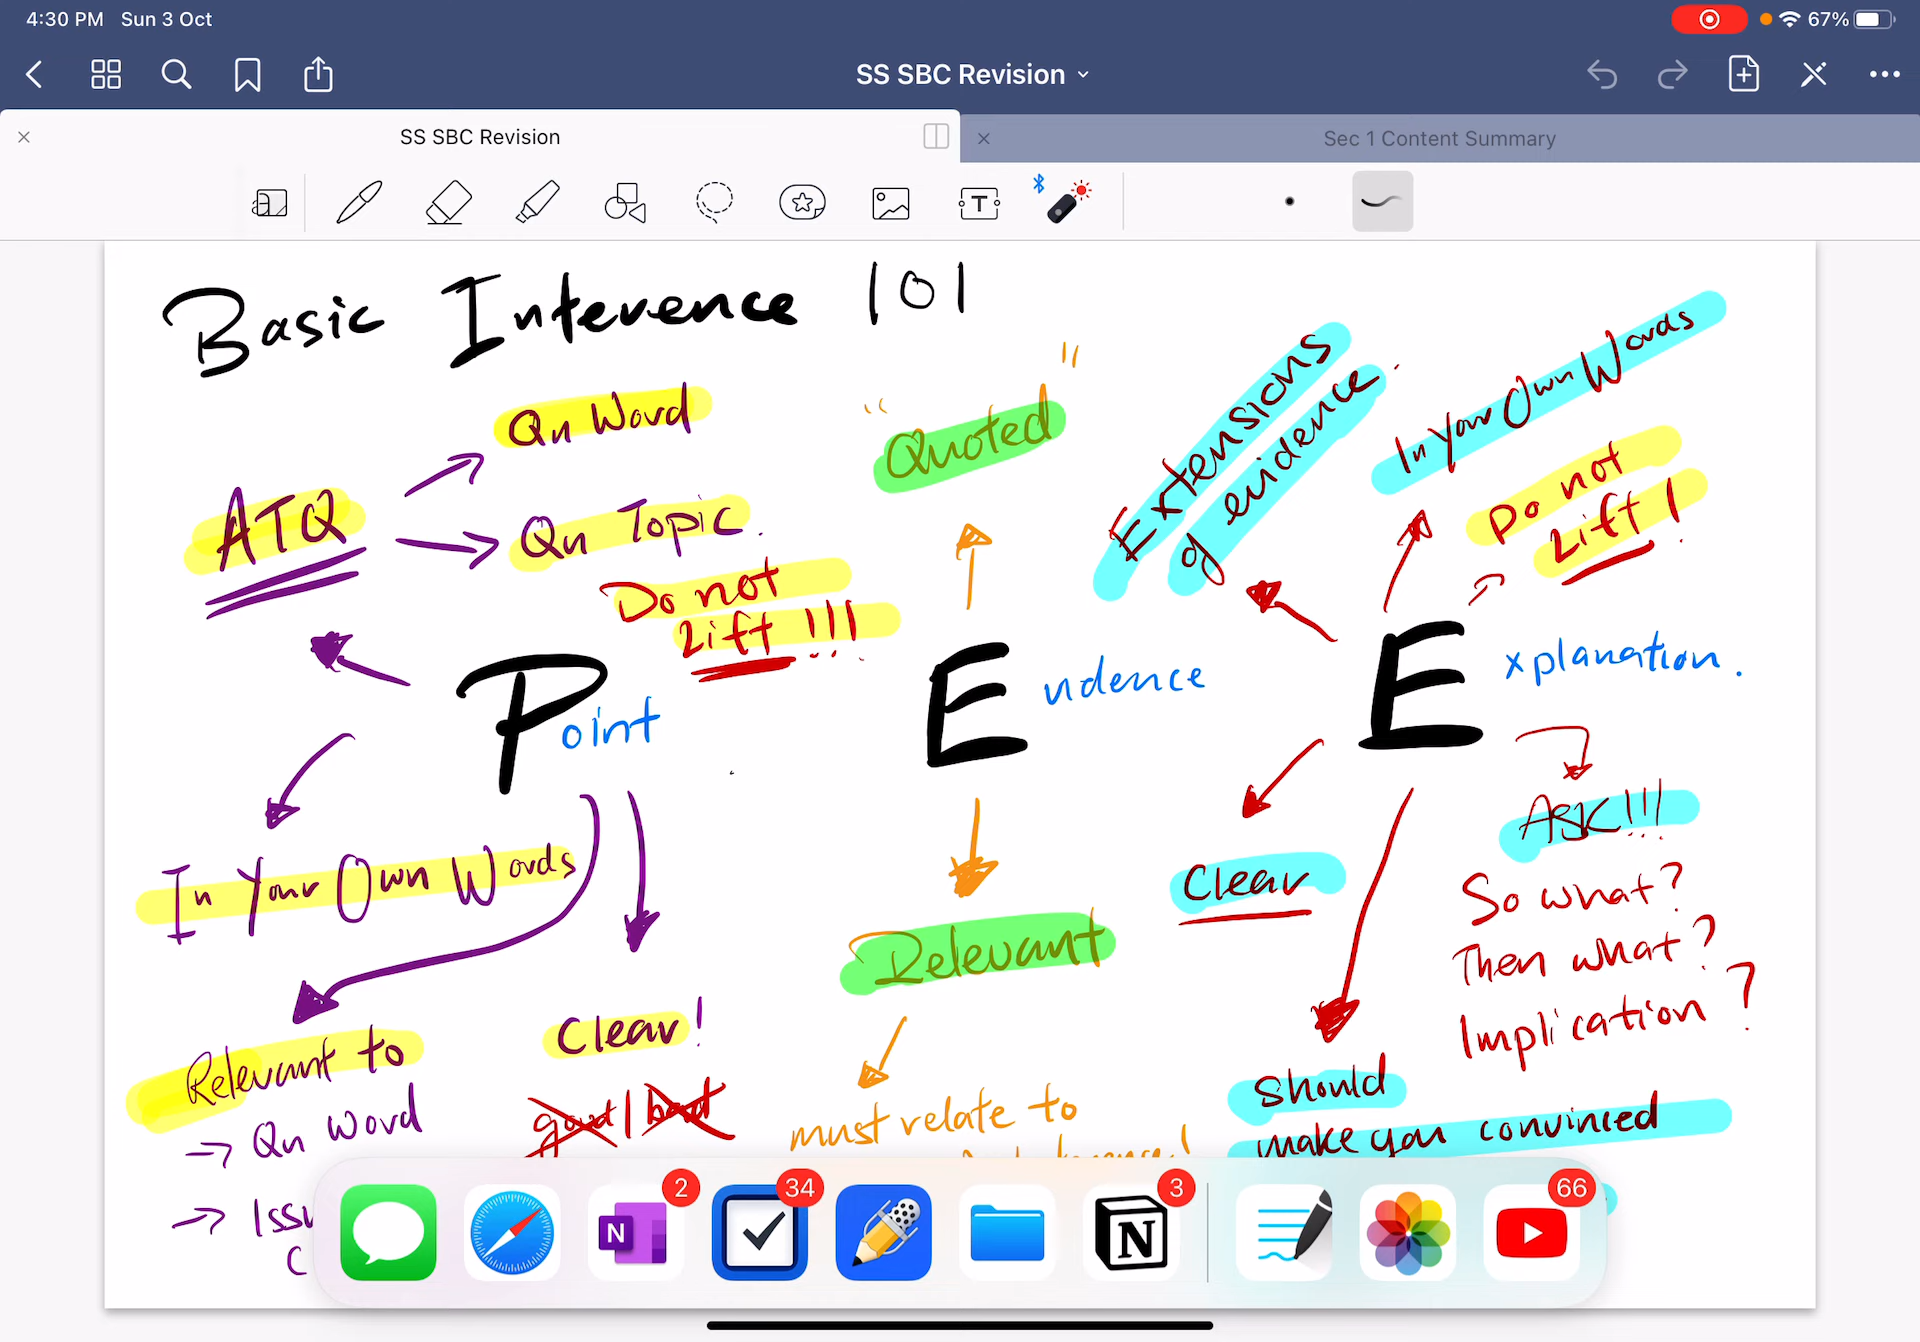 4:30 PM Sun 3 Oct
67%
SS SBC Revision
SS SBC Revision
Sec 1 Content Summary
Basic Inference 101
ATQ
Qn Word
Qn Topic.
Do not
Lift!!!
Point
In Your Own Words
Relevant to
→ Qn Word
→ Issu
C
Clear!
good/bad
"Quoted"
Evidence
Relevant
must relate to
Extensions
of evidence.
In Your Own Words
Do not
Lift!
Explanation.
Clear
ASK!!!
So what?
Then what?
Implication?
Should
make you convinced
2
N
34
N
3
66